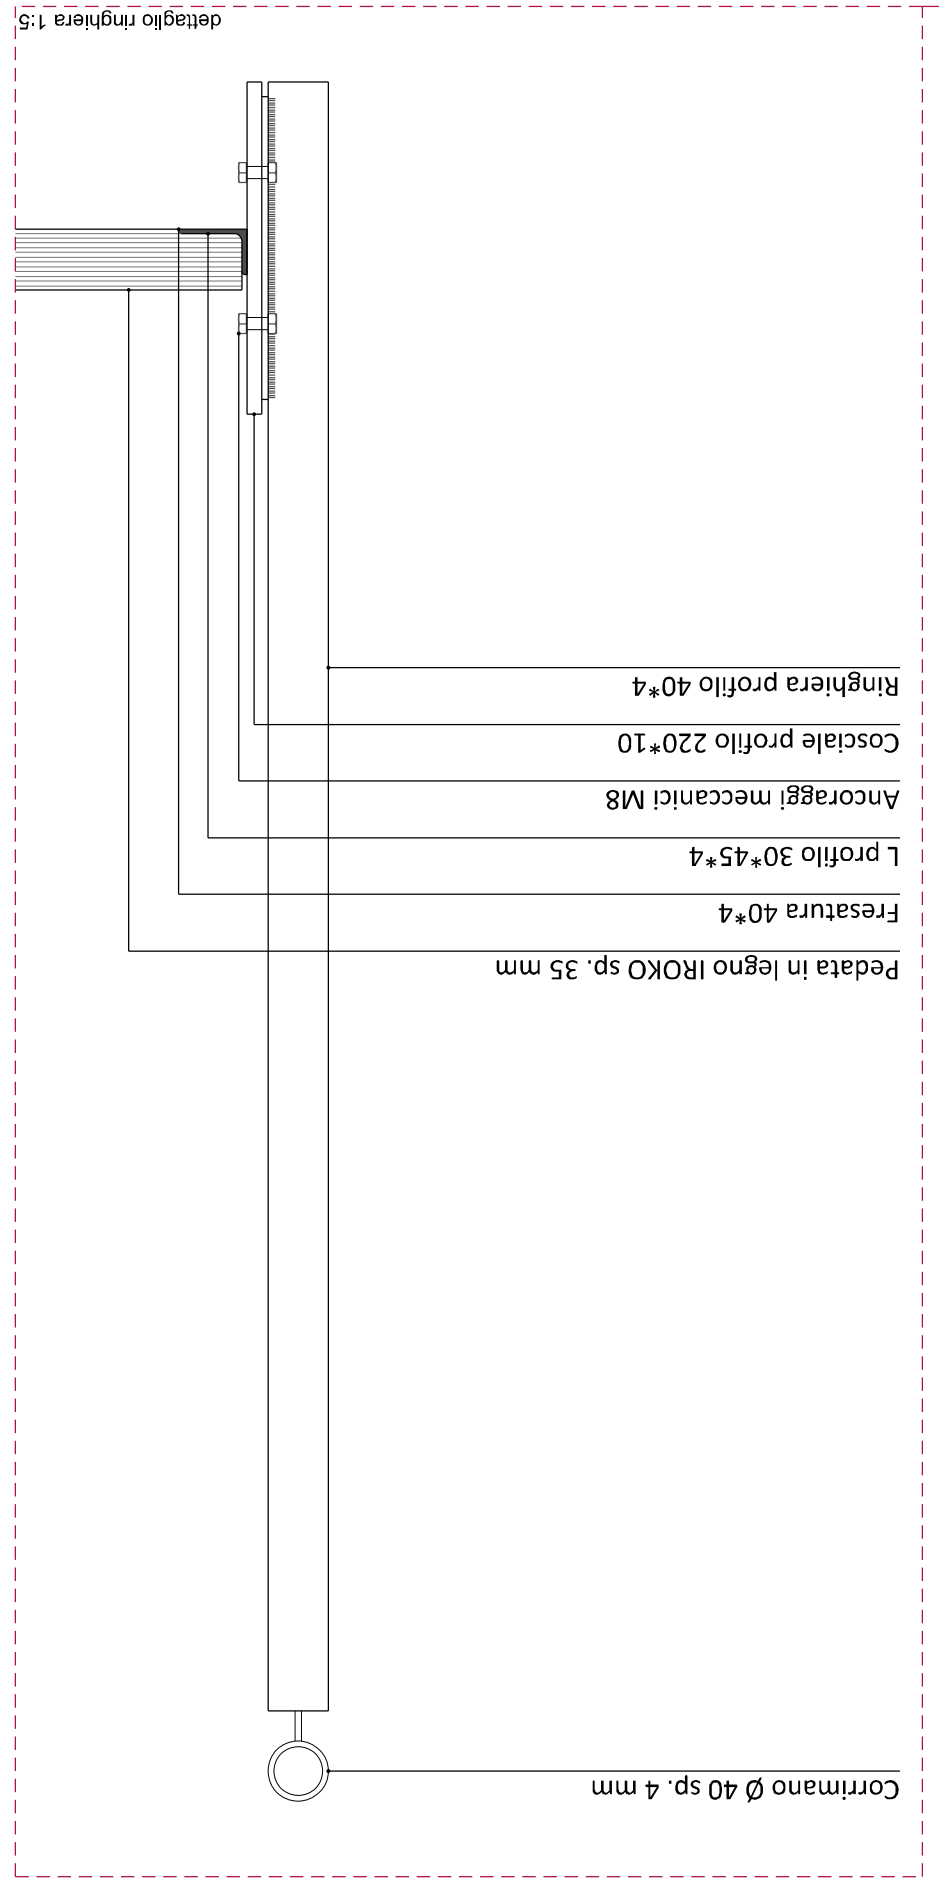 Corrimano Ø 40 sp. 4 mm
Pedata in legno IROKO sp. 35 mm
Fresatura 40*4
L profilo 30*45*4
Ancoraggi meccanici M8
Cosciale profilo 220*10
Ringhiera profilo 40*4
dettaglio ringhiera 1:5